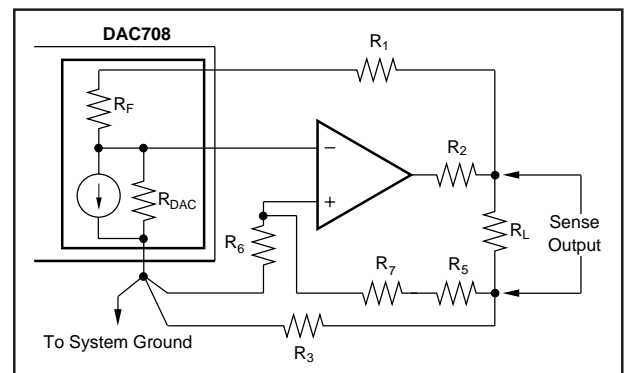 DAC708
R1
RF
R2
RDAC
RL
Sense
Output
R6
R7
R5
To System Ground
R3